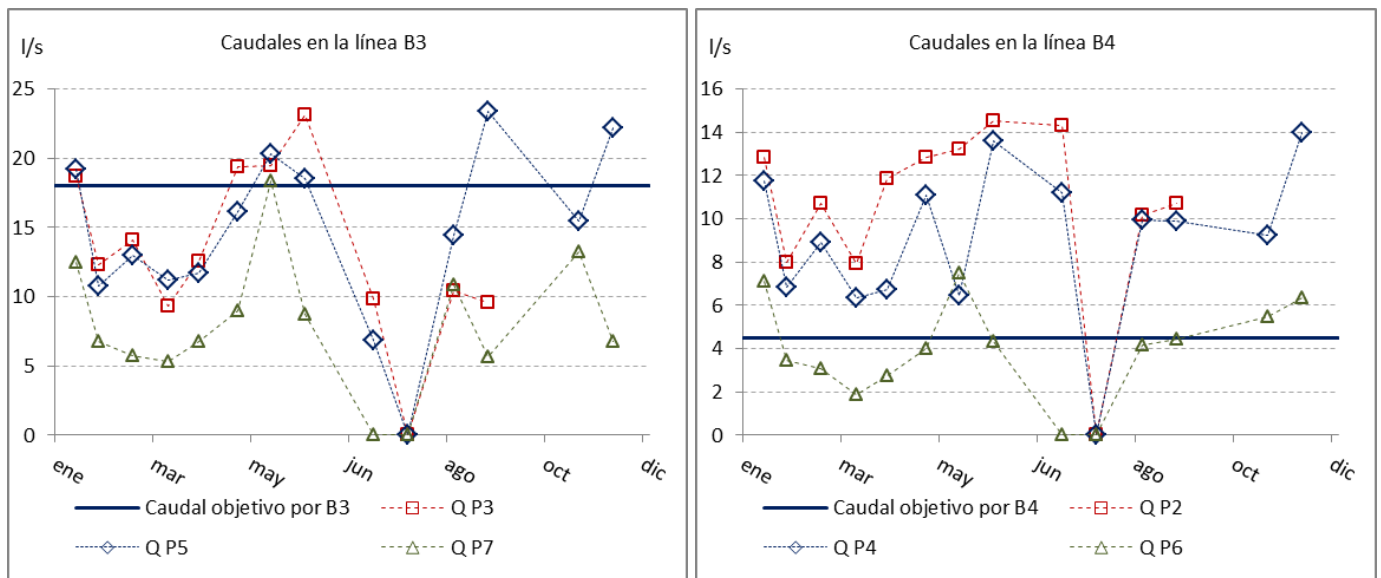 Caudales en la línea B3
l/s
25
20
15
10
5
0
ene
mar
may
jun
ago
oct
dic
Caudal objetivo por B3
Q P3
Q P5
Q P7
Caudales en la línea B4
l/s
16
14
12
10
8
6
4
2
0
ene
mar
may
jun
ago
oct
dic
Caudal objetivo por B4
Q P2
Q P4
Q P6